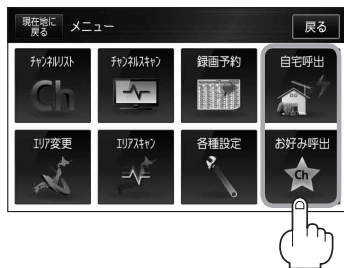 現在地に
戻る
メニュー
戻る
チャンネルリスト
チャンネルスキャン
録画予約
自宅呼出
Ch
エリア変更
エリアスキャン
各種設定
お好み呼出
Ch